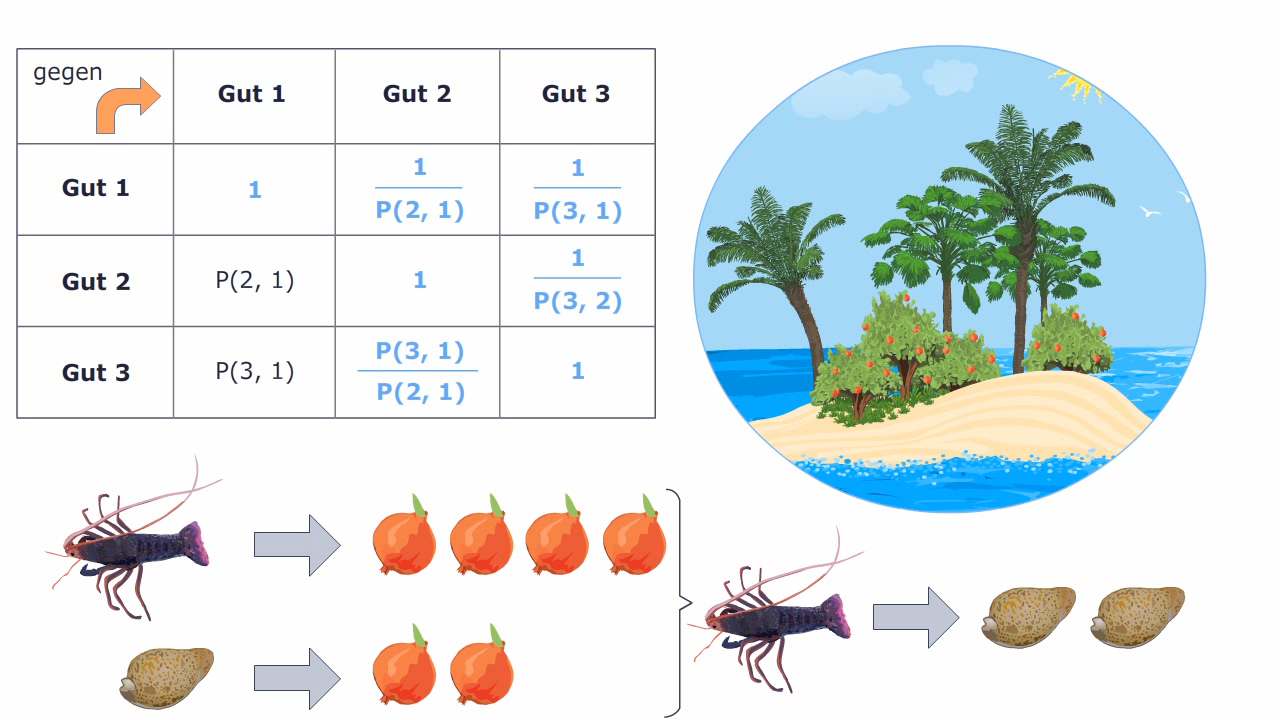 gegen
Gut 1 Gut 2 Gut 3
Gut 1 1 1 1
P(2, 1) P(3, 1)
Gut 2 P(2, 1) 1 1
P(3, 2)
Gut 3 P(3, 1) P(3, 1) 1
P(2, 1)